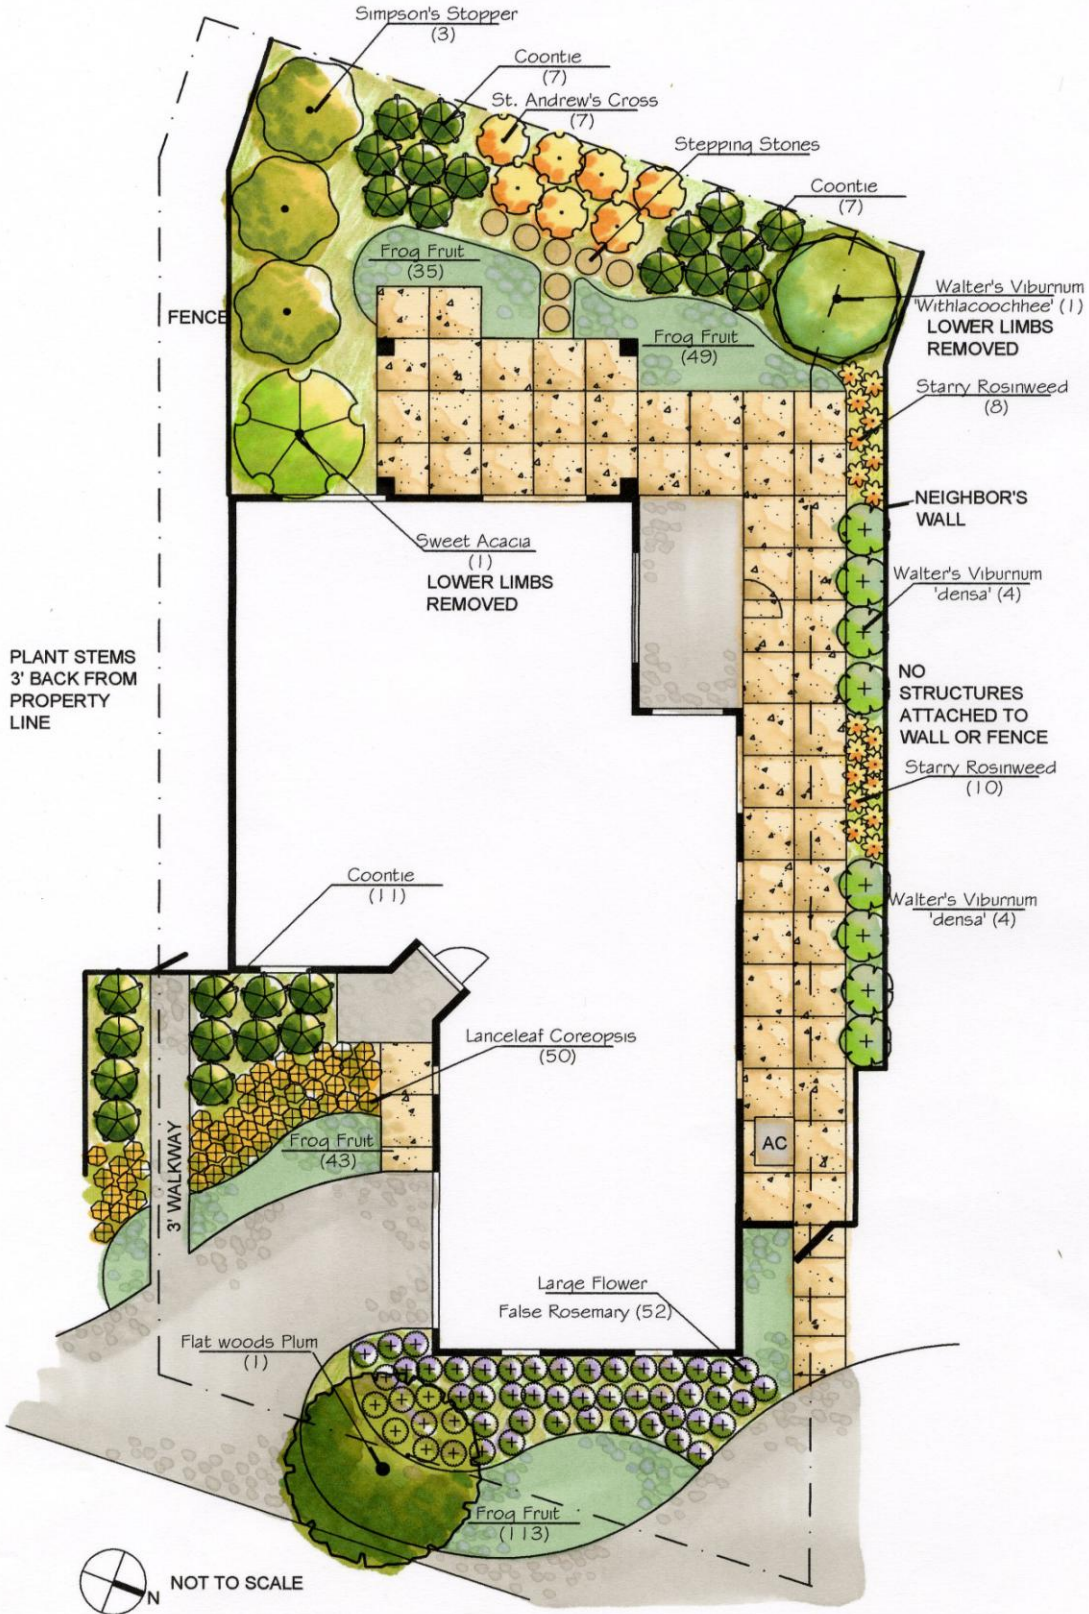 Simpson's Stopper
(3)
Coontie
(7)
St. Andrew's Cross
(7)
Stepping Stones
Coontie
(7)
Frog Fruit
(35)
Walter's Viburnum
'Withlacoochhee' (1)
LOWER LIMBS
REMOVED
FENCE
Frog Fruit
(49)
Starry Rosinweed
(8)
NEIGHBOR'S
WALL
Sweet Acacia
(1)
LOWER LIMBS
REMOVED
Walter's Viburnum
'densa' (4)
PLANT STEMS
3' BACK FROM
PROPERTY
LINE
NO
STRUCTURES
ATTACHED TO
WALL OR FENCE
Starry Rosinweed
(10)
Coontie
(11)
Walter's Viburnum
'densa' (4)
Lanceleaf Coreopsis
(50)
Frog Fruit
(43)
3' WALKWAY
AC
Large Flower
False Rosemary (52)
Flat woods Plum
(1)
Frog Fruit
(113)
N
NOT TO SCALE